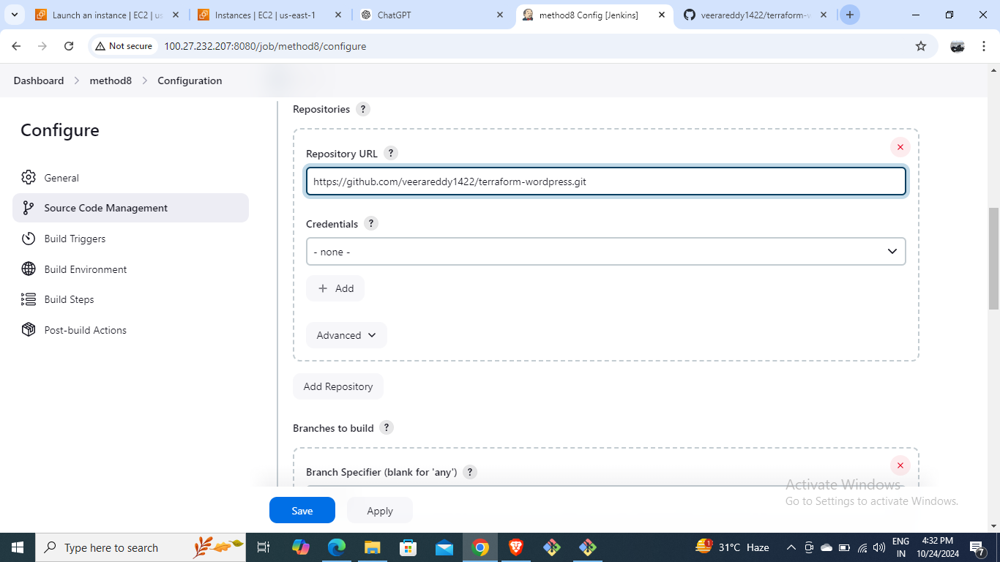 Launch an instance | EC2 | us
Instances | EC2 | us-east-1
ChatGPT
method8 Config [Jenkins]
veerareddy1422/terraform-w
Not secure
100.27.232.207:8080/job/method8/configure
Dashboard
method8
Configuration
Configure
General
Source Code Management
Build Triggers
Build Environment
Build Steps
Post-build Actions
Repositories ?
Repository URL ?
https://github.com/veerareddy1422/terraform-wordpress.git
Credentials ?
- none -
Add
Advanced
Add Repository
Branches to build ?
Branch Specifier (blank for 'any') ?
Save
Apply
Activate Windows
Go to Settings to activate Windows.
Type here to search
1
31°C Haze
ENG
IN
4:32 PM
10/24/2024
7